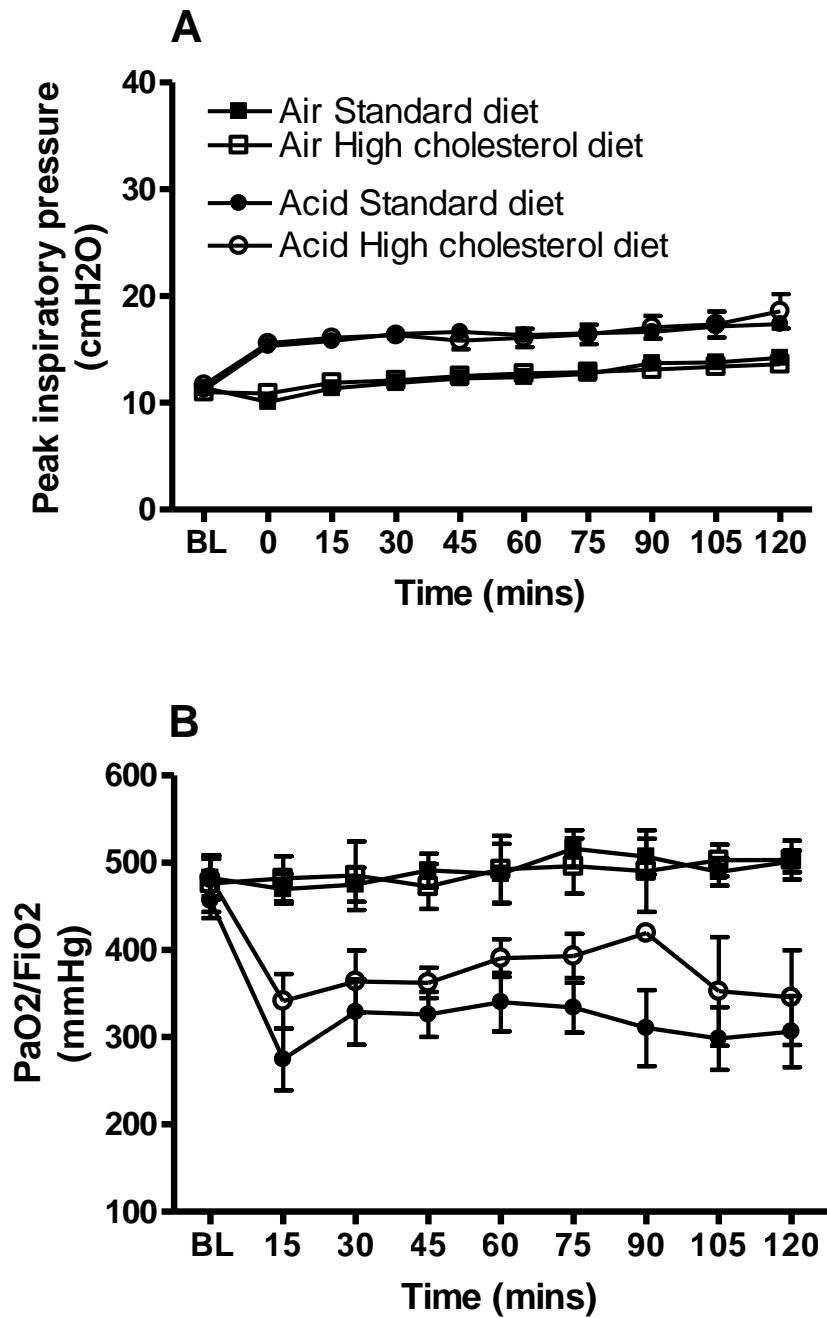 A
Peak inspiratory pressure
(cmH2O)
40
30
20
10
0
Air Standard diet
Air High cholesterol diet
Acid Standard diet
Acid High cholesterol diet
BL 0 15 30 45 60 75 90 105 120
Time (mins)
B
PaO2/FiO2
(mmHg)
600
500
400
300
200
100
BL 15 30 45 60 75 90 105 120
Time (mins)